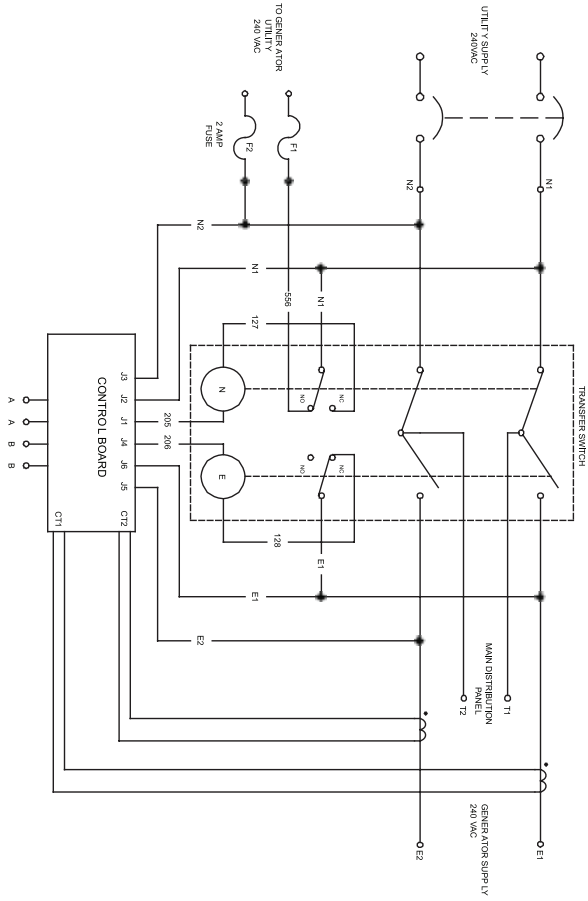 TRANSFER SWITCH
N1
T1
E1
UTILITY SUPPLY
240VAC
MAIN DISTRIBUTION
PANEL
GENERATOR SUPPLY
240 VAC
T2
N2
E2
NC
NC
N1
E1
NO
NO
556
F1
TO GENERATOR
UTILITY
240 VAC
F2
2 AMP
FUSE
N1
127
128
E1
N
E
N2
205
206
E2
J3
J2
J1
J4
J6
J5
CT2
CONTROL BOARD
CT1
A
A
B
B